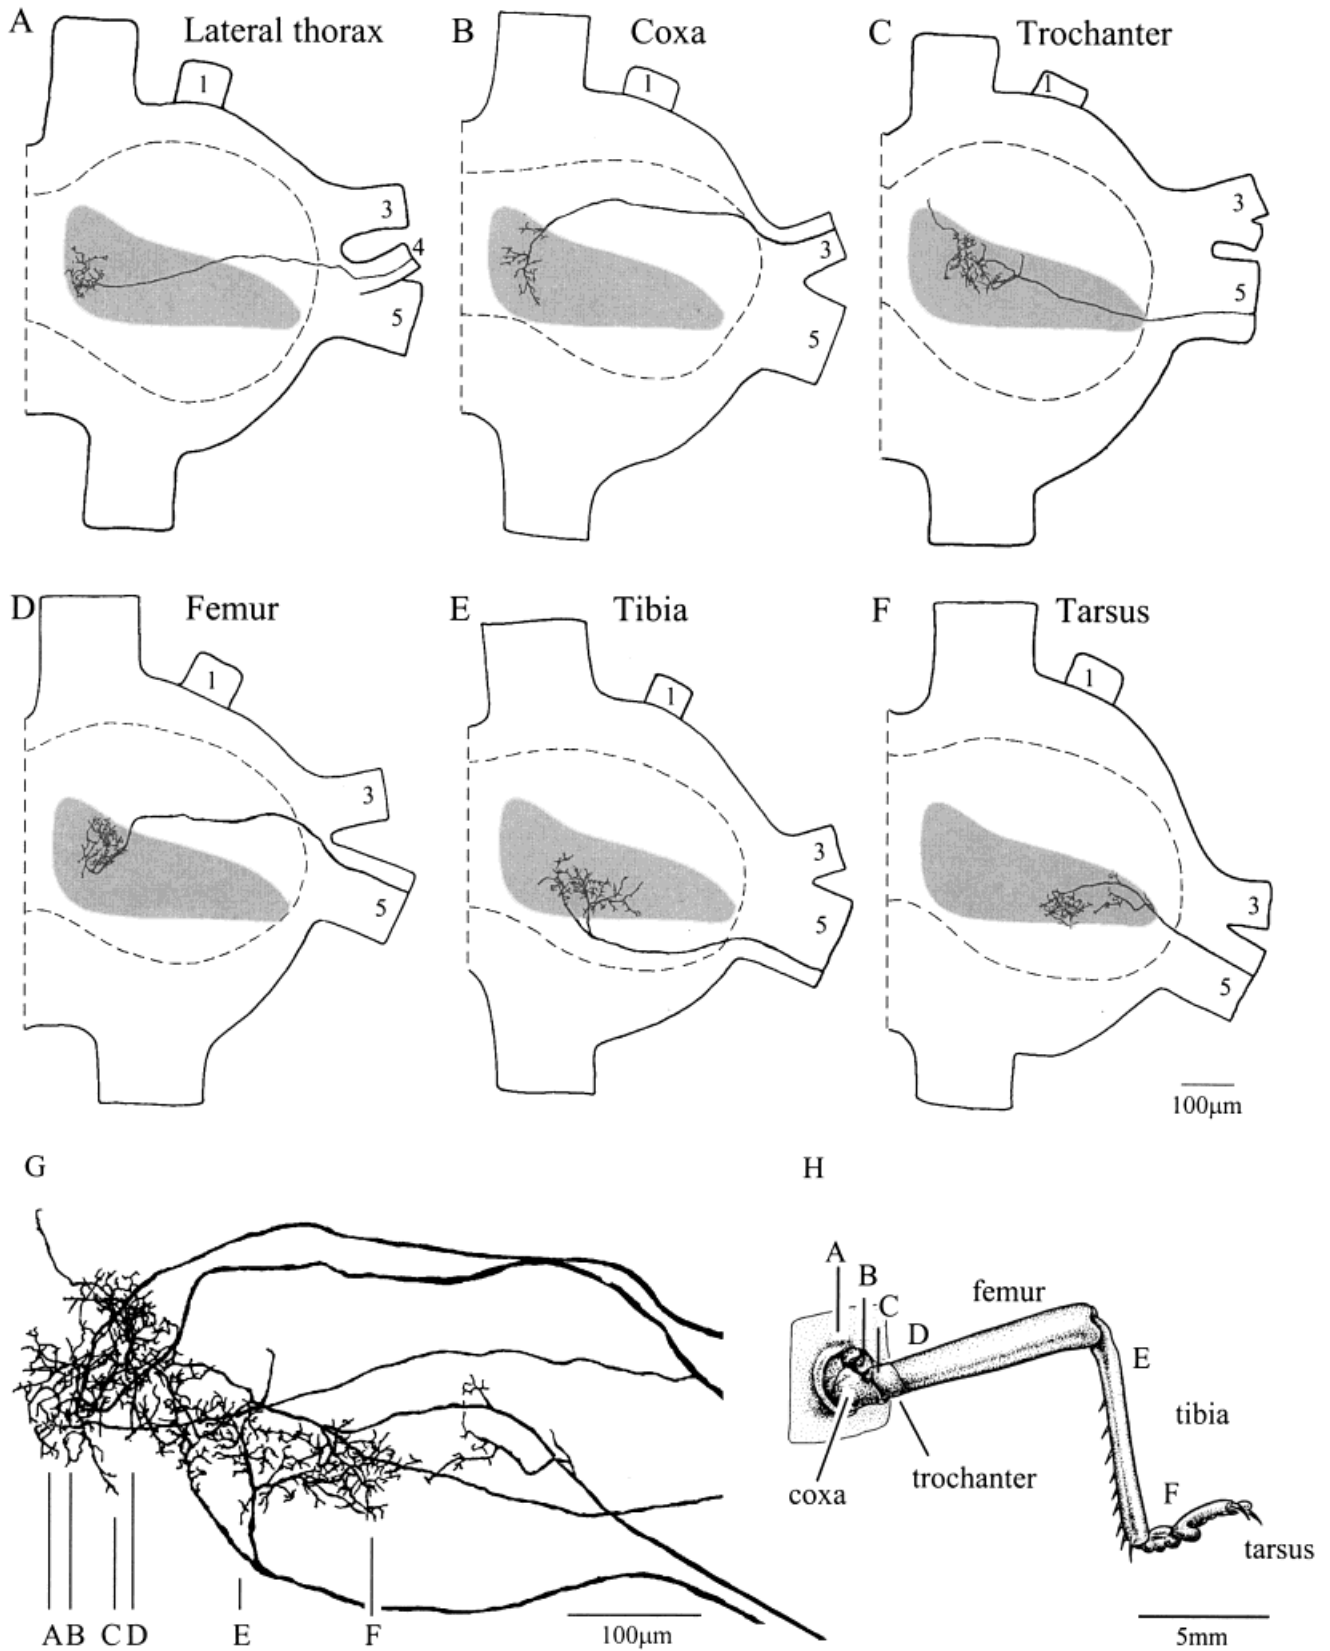 A Lateral thorax B Coxa C Trochanter
1 1 1
3 3 3
4
5 5 5
D Femur E Tibia F Tarsus
1 1 1
3 3 3
5 5 5
100μm
G H
A
B
C
D
femur
E
tibia
coxa
trochanter
F
tarsus
A B C D E F
100μm
5mm